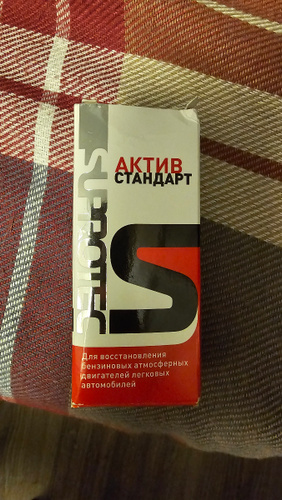 suprotec
АКТИВ
СТАНДАРТ
S
Для восстановления
бензиновых атмосферных
двигателей легковых
автомобилей